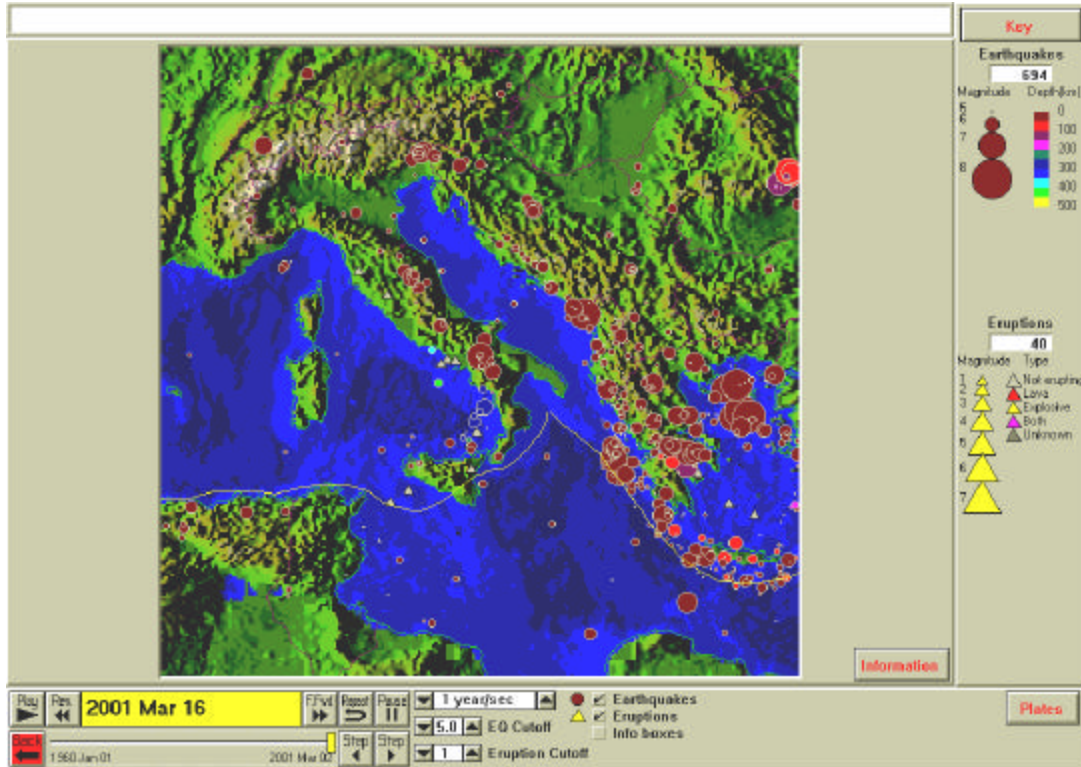 Key
Earthquakes
694
Magnitude Depth(km)
5
6
7
8
0
100
200
300
400
500
Eruptions
40
Magnitude Type
1
2
3
4
5
6
7
Not erupting
Lava
Explosive
Both
Unknown
Information
Play
Rev.
2001 Mar 16
F.Fwd
Repeat
Pause
1 year/sec
Earthquakes
5.0 EQ Cutoff
Eruptions
Info boxes
Plates
Back
1960 Jan 01
2001 Mar
Step
Step
1 Eruption Cutoff